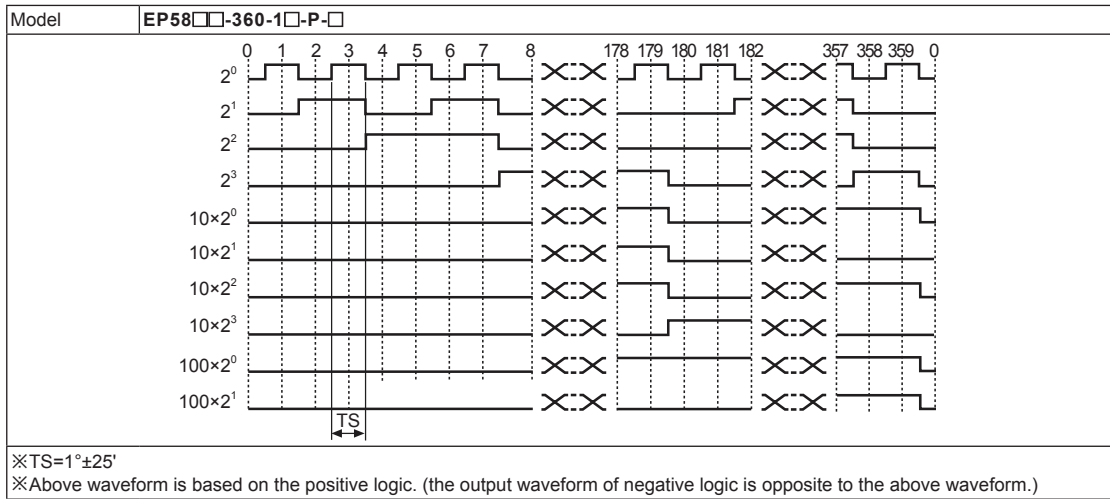 Model EP58□□-360-1□-P-□
0 1 2 3 4 5 6 7 8 178 179 180 181 182 357 358 359 0
2⁰
2¹
2²
2³
10×2⁰
10×2¹
10×2²
10×2³
100×2⁰
100×2¹
TS
※TS=1°±25'
※Above waveform is based on the positive logic. (the output waveform of negative logic is opposite to the above waveform.)